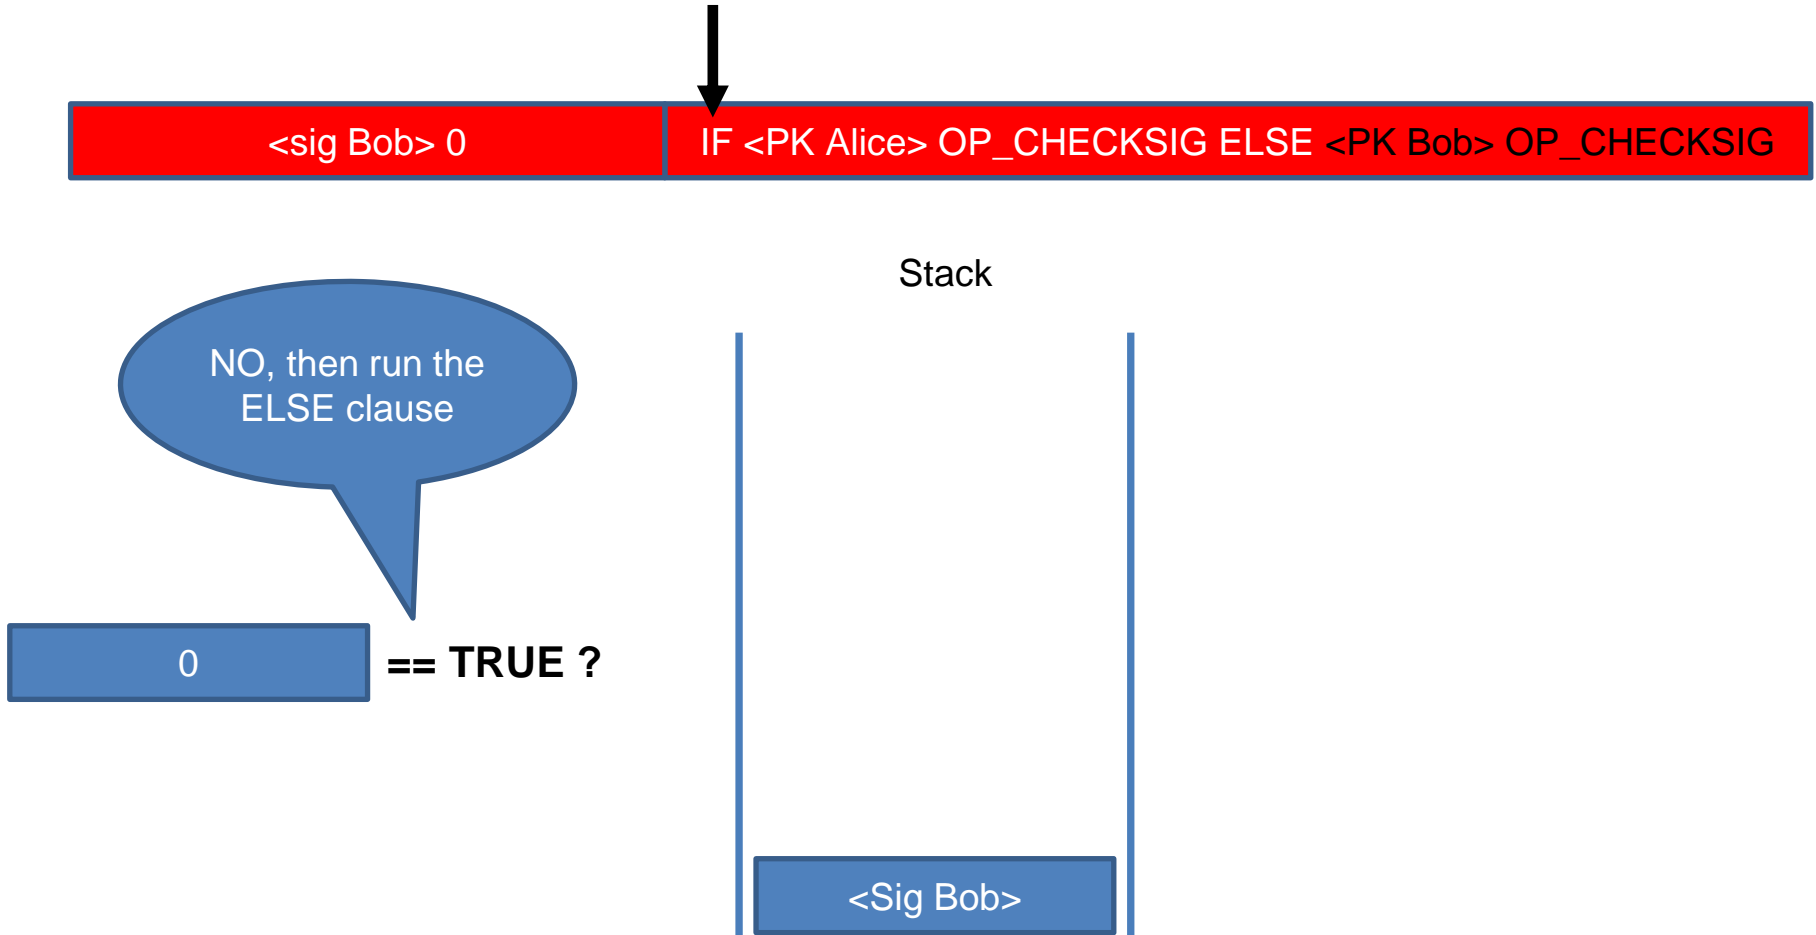 <sig Bob> 0
IF <PK Alice> OP_CHECKSIG ELSE <PK Bob> OP_CHECKSIG
Stack
NO, then run the
ELSE clause
0
== TRUE ?
<Sig Bob>